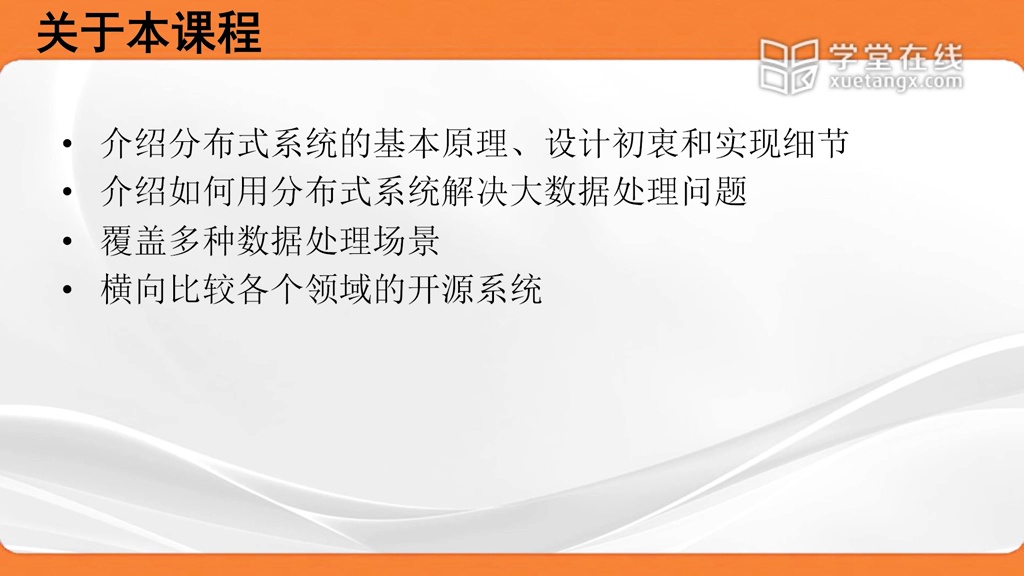 关于本课程
学堂在线
xuetangx.com
• 介绍分布式系统的基本原理、设计初衷和实现细节
• 介绍如何用分布式系统解决大数据处理问题
• 覆盖多种数据处理场景
• 横向比较各个领域的开源系统